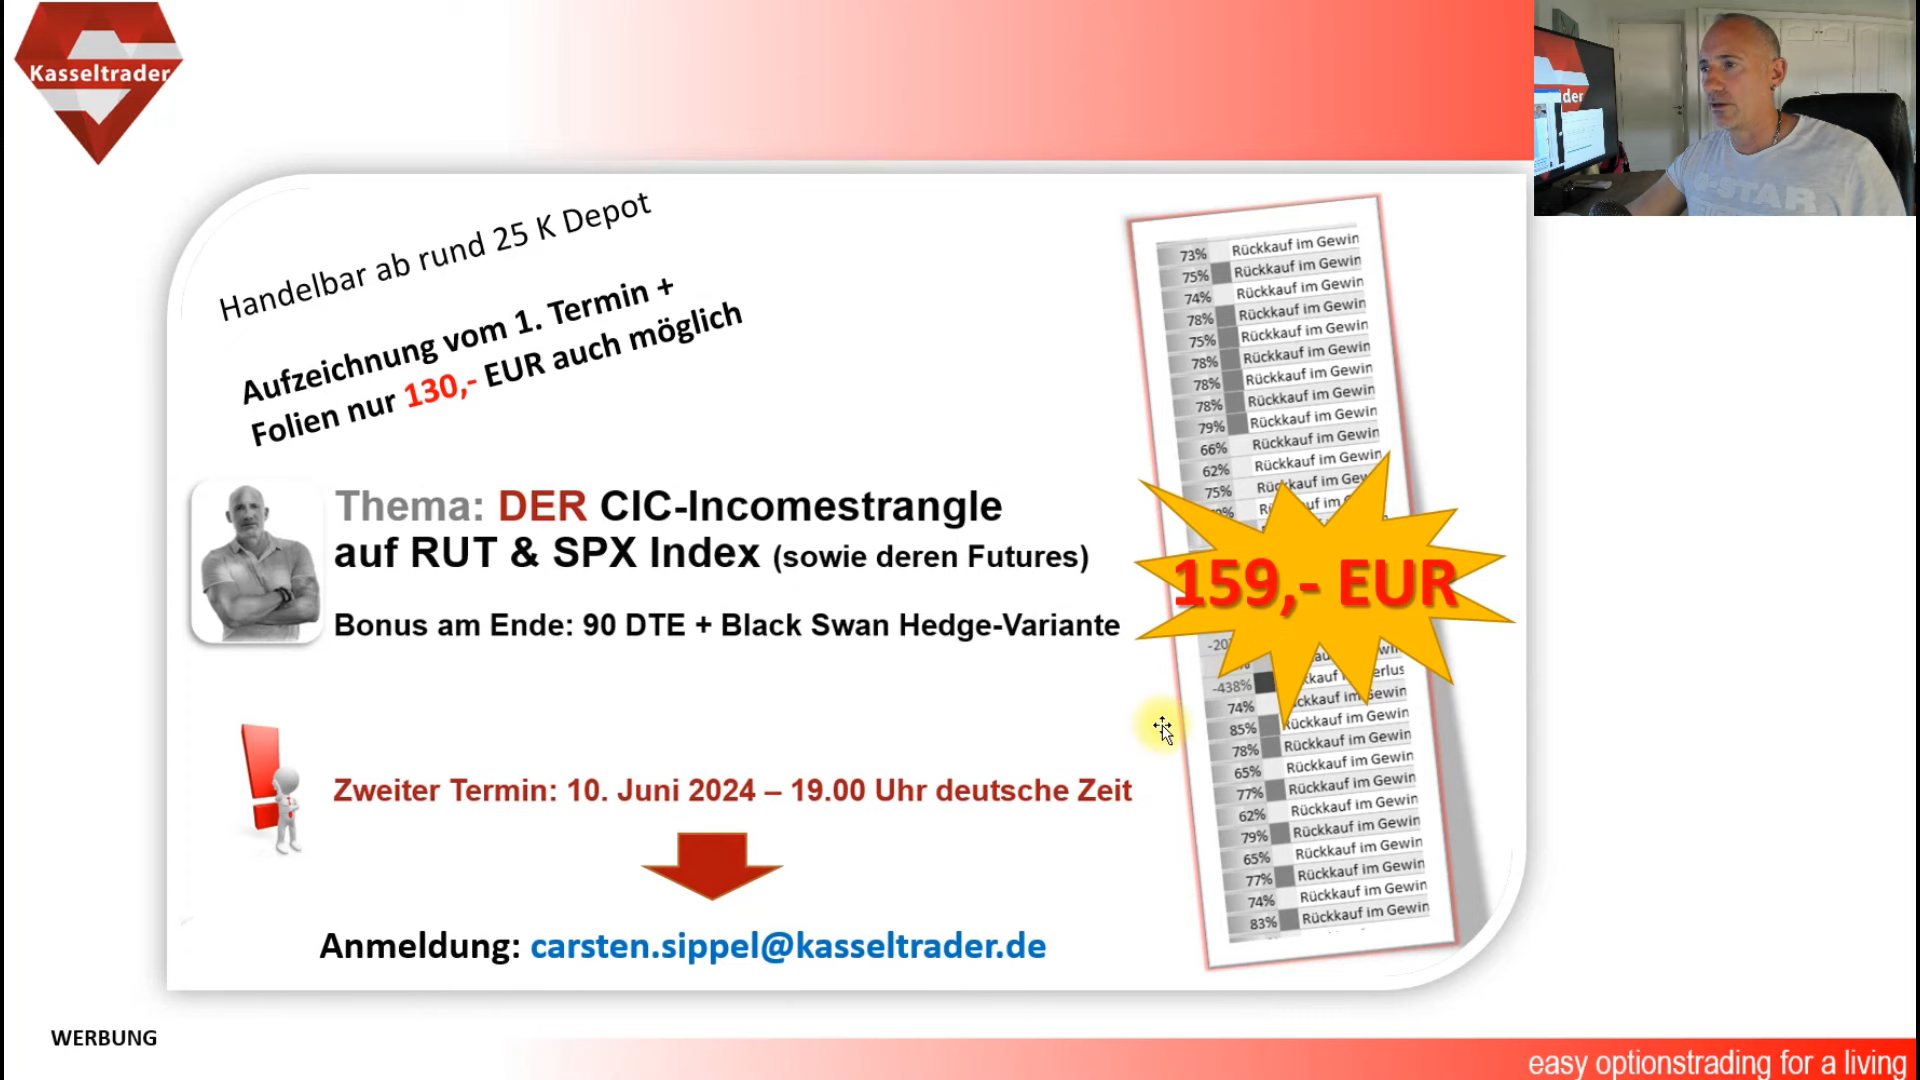 Kasseltrader
der
G-STAR
Handelbar ab rund 25 K Depot
Aufzeichnung vom 1. Termin +
Folien nur 130,- EUR auch möglich
Thema: DER CIC-Incomestrangle
auf RUT & SPX Index (sowie deren Futures)
Bonus am Ende: 90 DTE + Black Swan Hedge-Variante
Zweiter Termin: 10. Juni 2024 – 19.00 Uhr deutsche Zeit
Anmeldung: carsten.sippel@kasseltrader.de
73% Rückkauf im Gewin
75% Rückkauf im Gewin
74% Rückkauf im Gewin
78% Rückkauf im Gewin
75% Rückkauf im Gewin
78% Rückkauf im Gewin
78% Rückkauf im Gewin
78% Rückkauf im Gewin
79% Rückkauf im Gewin
66% Rückkauf im Gewin
62% Rückkauf im Gewin
75%
159,- EUR
-438%
74%
85% Rückkauf im Gewin
78% Rückkauf im Gewin
65% Rückkauf im Gewin
77% Rückkauf im Gewin
62% Rückkauf im Gewin
79% Rückkauf im Gewin
65% Rückkauf im Gewin
77% Rückkauf im Gewin
74% Rückkauf im Gewin
83% Rückkauf im Gewin
WERBUNG
easy optionstrading for a living